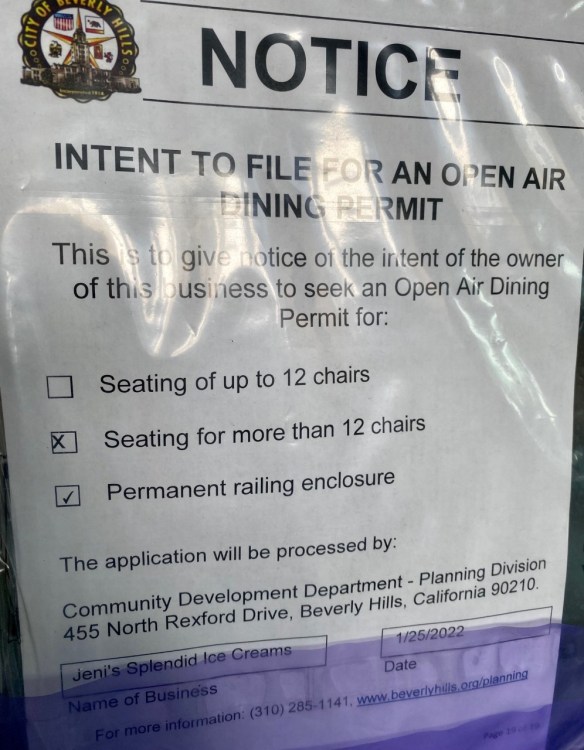 CITY OF BEVERLY HILLS
NOTICE
INTENT TO FILE FOR AN OPEN AIR
DINING PERMIT
This is to give notice of the intent of the owner
of this business to seek an Open Air Dining
Permit for:
Seating of up to 12 chairs
X Seating for more than 12 chairs
✓ Permanent railing enclosure
The application will be processed by:
Community Development Department - Planning Division
455 North Rexford Drive, Beverly Hills, California 90210.
Jeni's Splendid Ice Creams 1/25/2022
Name of Business Date
For more information: (310) 285-1141, www.beverlyhills.org/planning